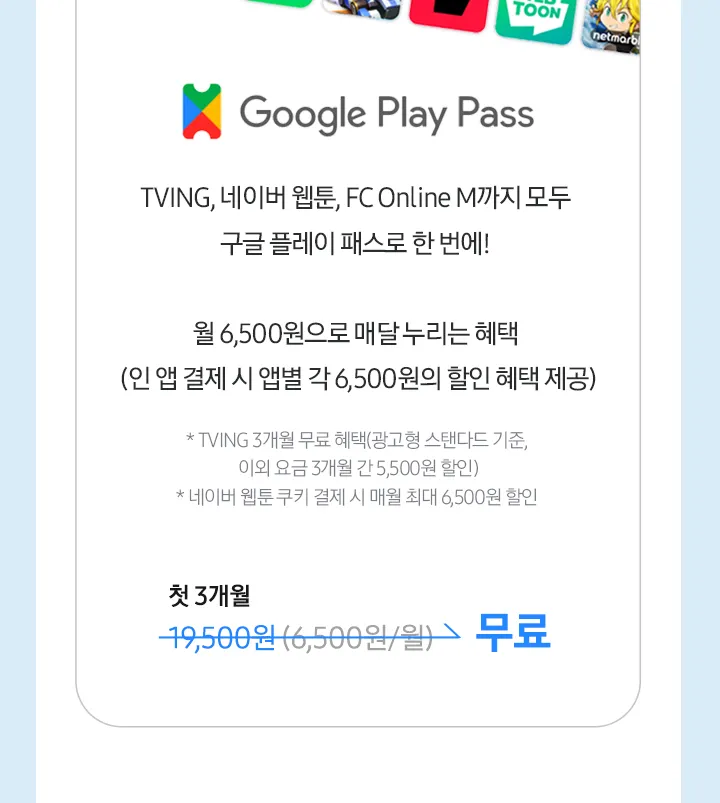 TOON
netmarbl
Google Play Pass
TVING, 네이버 웹툰, FC Online M까지 모두
구글 플레이 패스로 한 번에!
월 6,500원으로 매달 누리는 혜택
(인 앱 결제 시 앱별 각 6,500원의 할인 혜택 제공)
* TVING 3개월 무료 혜택(광고형 스탠다드 기준,
이외 요금 3개월 간 5,500원 할인)
* 네이버 웹툰 쿠키 결제 시 매월 최대 6,500원 할인
첫 3개월
19,500원 (6,500원/월) 무료